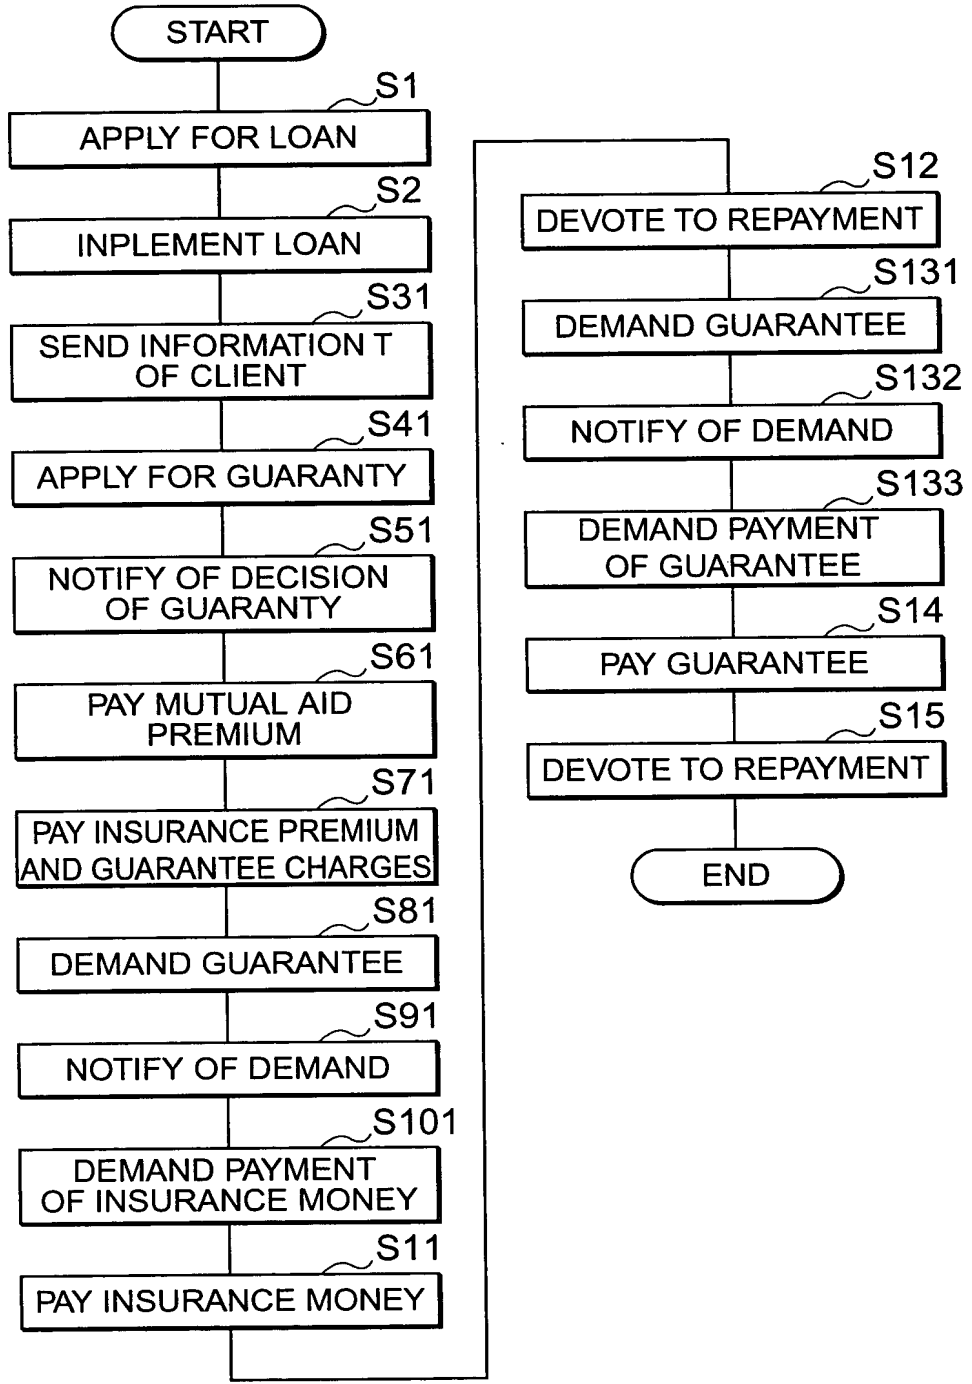 START
S1
APPLY FOR LOAN
S2
INPLEMENT LOAN
S31
SEND INFORMATION T
OF CLIENT
S41
APPLY FOR GUARANTY
S51
NOTIFY OF DECISION
OF GUARANTY
S61
PAY MUTUAL AID
PREMIUM
S71
PAY INSURANCE PREMIUM
AND GUARANTEE CHARGES
S81
DEMAND GUARANTEE
S91
NOTIFY OF DEMAND
S101
DEMAND PAYMENT
OF INSURANCE MONEY
S11
PAY INSURANCE MONEY
S12
DEVOTE TO REPAYMENT
S131
DEMAND GUARANTEE
S132
NOTIFY OF DEMAND
S133
DEMAND PAYMENT
OF GUARANTEE
S14
PAY GUARANTEE
S15
DEVOTE TO REPAYMENT
END